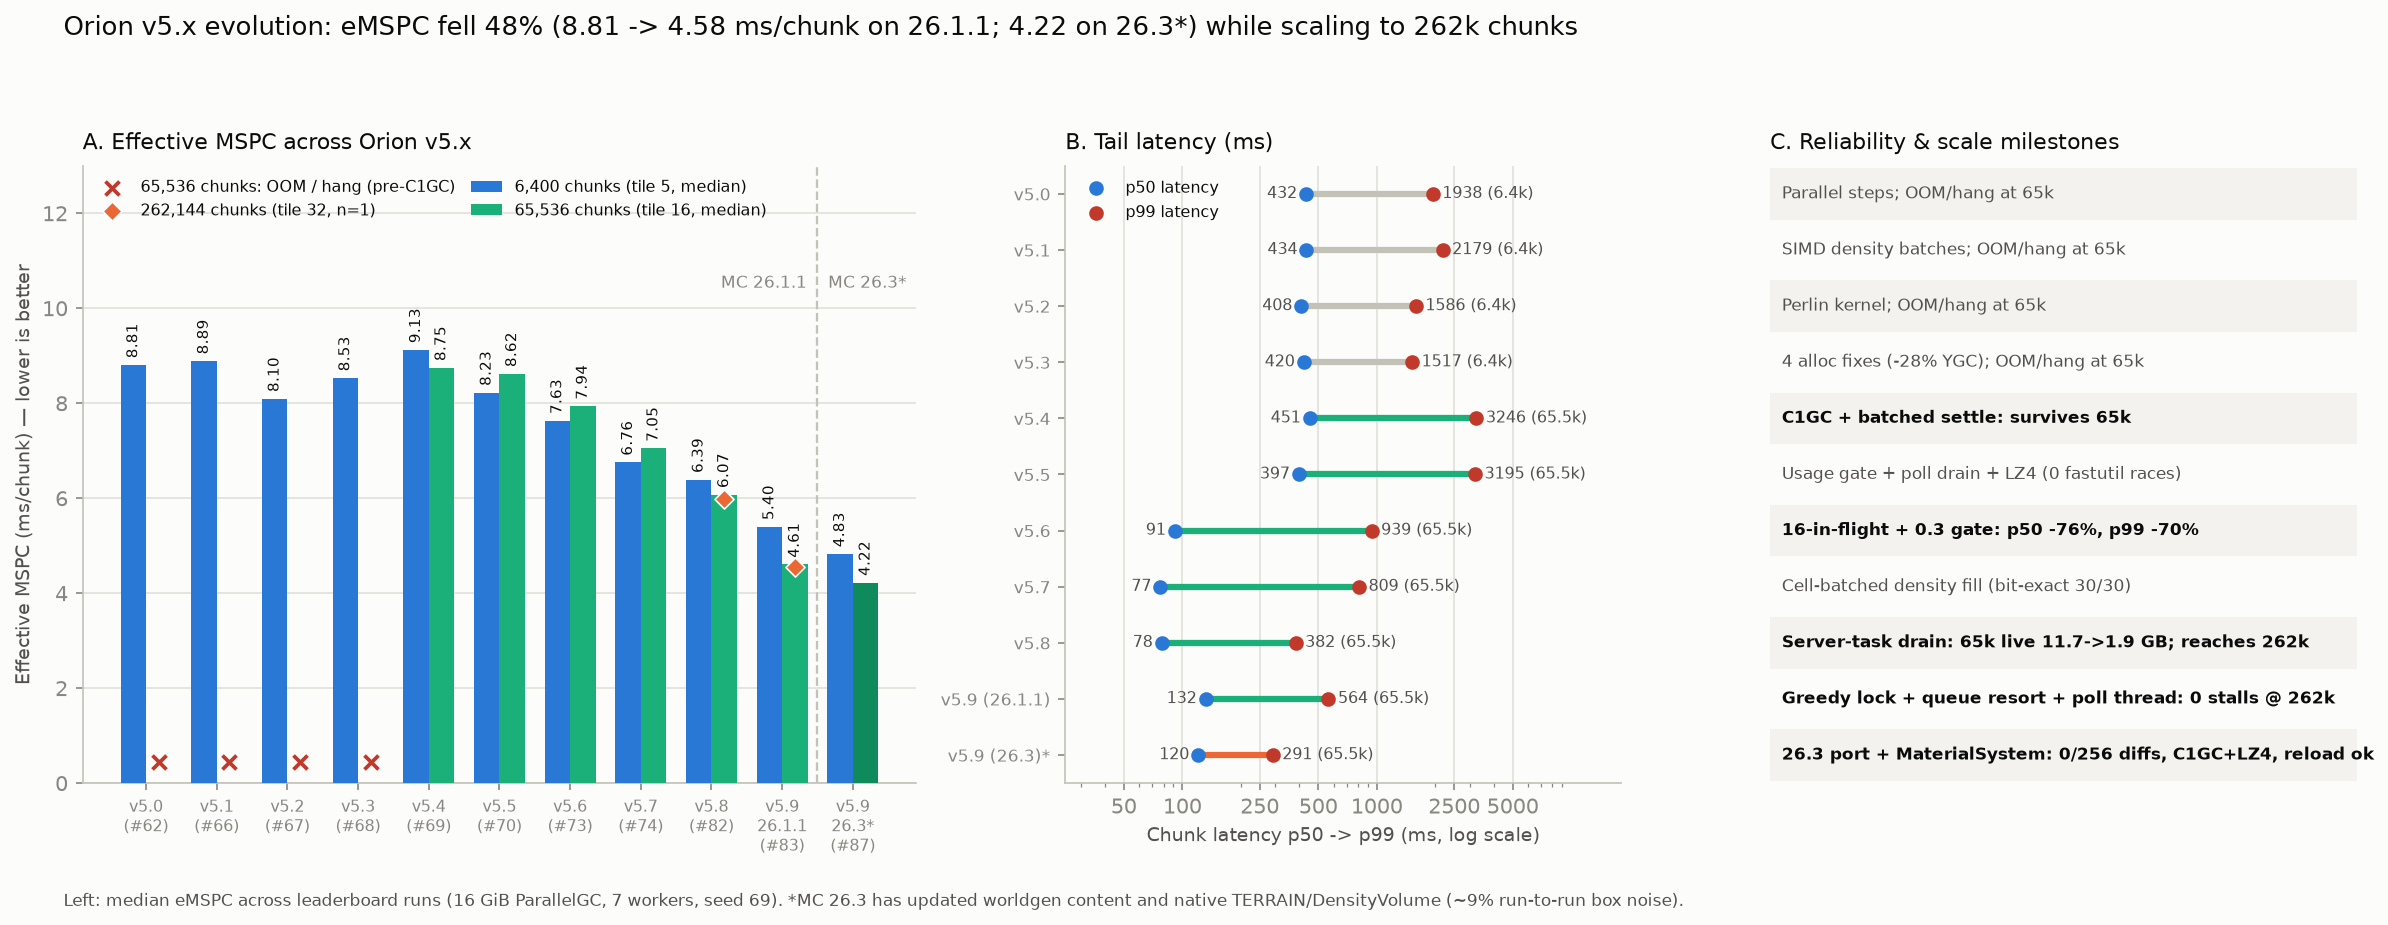 Orion v5.x evolution: eMSPC fell 48% (8.81 -> 4.58 ms/chunk on 26.1.1; 4.22 on 26.3*) while scaling to 262k chunks
A. Effective MSPC across Orion v5.x
65,536 chunks: OOM / hang (pre-C1GC)
262,144 chunks (tile 32, n=1)
6,400 chunks (tile 5, median)
65,536 chunks (tile 16, median)
MC 26.1.1
MC 26.3*
Effective MSPC (ms/chunk) — lower is better
12
10
8
6
4
2
0
8.81
8.89
8.10
8.53
9.13
8.75
8.23
8.62
7.63
7.94
6.76
7.05
6.39
6.07
5.40
4.61
4.83
4.22
v5.0
(#62)
v5.1
(#66)
v5.2
(#67)
v5.3
(#68)
v5.4
(#69)
v5.5
(#70)
v5.6
(#73)
v5.7
(#74)
v5.8
(#82)
v5.9
26.1.1
(#83)
v5.9
26.3*
(#87)
B. Tail latency (ms)
p50 latency
p99 latency
v5.0
432
1938 (6.4k)
v5.1
434
2179 (6.4k)
v5.2
408
1586 (6.4k)
v5.3
420
1517 (6.4k)
v5.4
451
3246 (65.5k)
v5.5
397
3195 (65.5k)
v5.6
91
939 (65.5k)
v5.7
77
809 (65.5k)
v5.8
78
382 (65.5k)
v5.9 (26.1.1)
132
564 (65.5k)
v5.9 (26.3)*
120
291 (65.5k)
50
100
250
500
1000
2500
5000
Chunk latency p50 -> p99 (ms, log scale)
C. Reliability & scale milestones
Parallel steps; OOM/hang at 65k
SIMD density batches; OOM/hang at 65k
Perlin kernel; OOM/hang at 65k
4 alloc fixes (-28% YGC); OOM/hang at 65k
C1GC + batched settle: survives 65k
Usage gate + poll drain + LZ4 (0 fastutil races)
16-in-flight + 0.3 gate: p50 -76%, p99 -70%
Cell-batched density fill (bit-exact 30/30)
Server-task drain: 65k live 11.7->1.9 GB; reaches 262k
Greedy lock + queue resort + poll thread: 0 stalls @ 262k
26.3 port + MaterialSystem: 0/256 diffs, C1GC+LZ4, reload ok
Left: median eMSPC across leaderboard runs (16 GiB ParallelGC, 7 workers, seed 69). *MC 26.3 has updated worldgen content and native TERRAIN/DensityVolume (~9% run-to-run box noise).